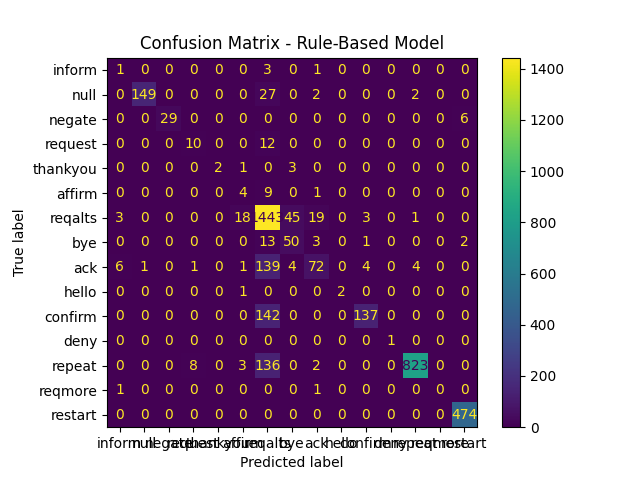 Confusion Matrix - Rule-Based Model
inform 1 0 0 0 0 0 3 0 1 0 0 0 0 0 0
null 0 149 0 0 0 0 27 0 2 0 0 0 2 0 0
negate 0 0 29 0 0 0 0 0 0 0 0 0 0 0 6
request 0 0 0 10 0 0 12 0 0 0 0 0 0 0 0
thankyou 0 0 0 0 2 1 0 3 0 0 0 0 0 0 0
affirm 0 0 0 0 0 4 9 0 1 0 0 0 0 0 0
reqalts 3 0 0 0 0 18 1443 45 19 0 3 0 1 0 0
bye 0 0 0 0 0 0 13 50 3 0 1 0 0 0 2
ack 6 1 0 1 0 1 139 4 72 0 4 0 4 0 0
hello 0 0 0 0 0 1 0 0 0 2 0 0 0 0 0
confirm 0 0 0 0 0 0 142 0 0 0 137 0 0 0 0
deny 0 0 0 0 0 0 0 0 0 0 0 1 0 0 0
repeat 0 0 0 8 0 3 136 0 2 0 0 0 823 0 0
reqmore 1 0 0 0 0 0 0 0 1 0 0 0 0 0 0
restart 0 0 0 0 0 0 0 0 0 0 0 0 0 0 474
inform null negate request thankyou affirm reqalts bye ack hello confirm deny repeat reqmore restart
Predicted label
True label
1400
1200
1000
800
600
400
200
0